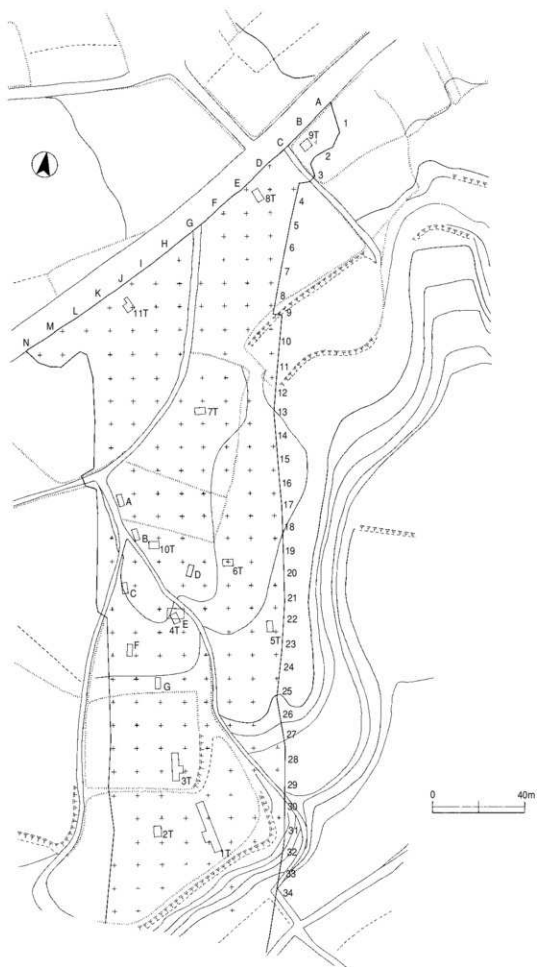 A
B
1
9T
C
2
D
3
E
4
8T
F
5
G
6
H
7
I
J
8
K
11T
9
L
M
10
N
11
12
7T
13
14
15
16
A
17
B
18
10T
19
D
6T
20
C
21
E
22
4T
5T
F
23
24
G
25
26
27
28
3T
29
0 40m
30
2T
31
1T
32
33
34